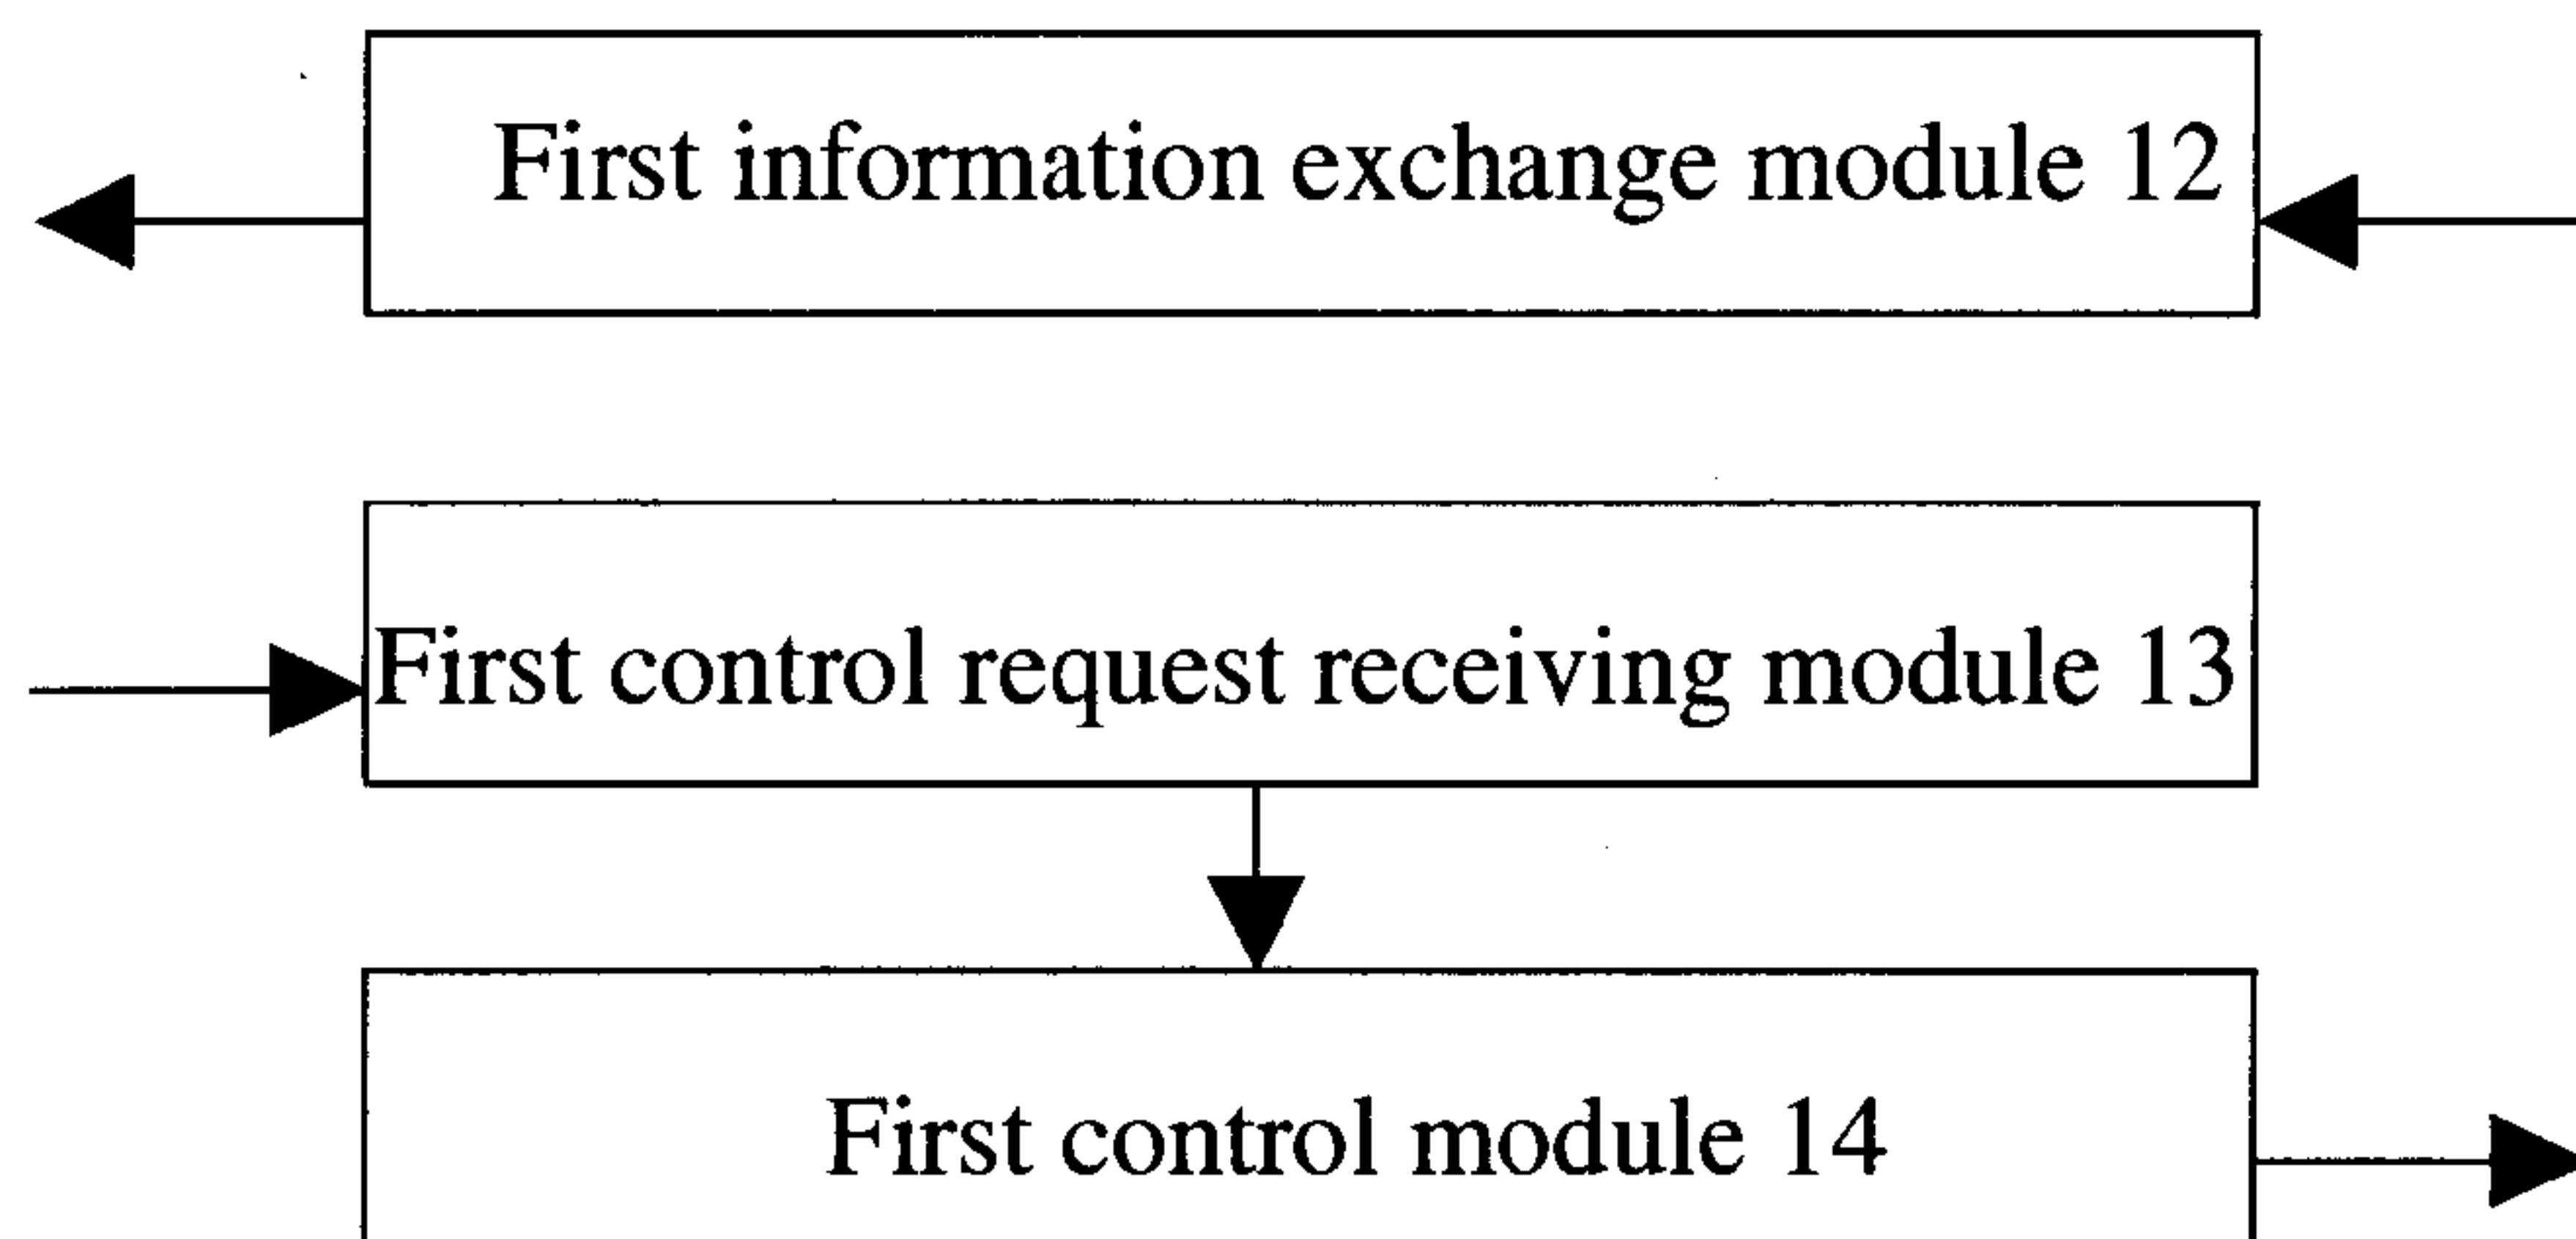 First information exchange module 12
First control request receiving module 13
First control module 14